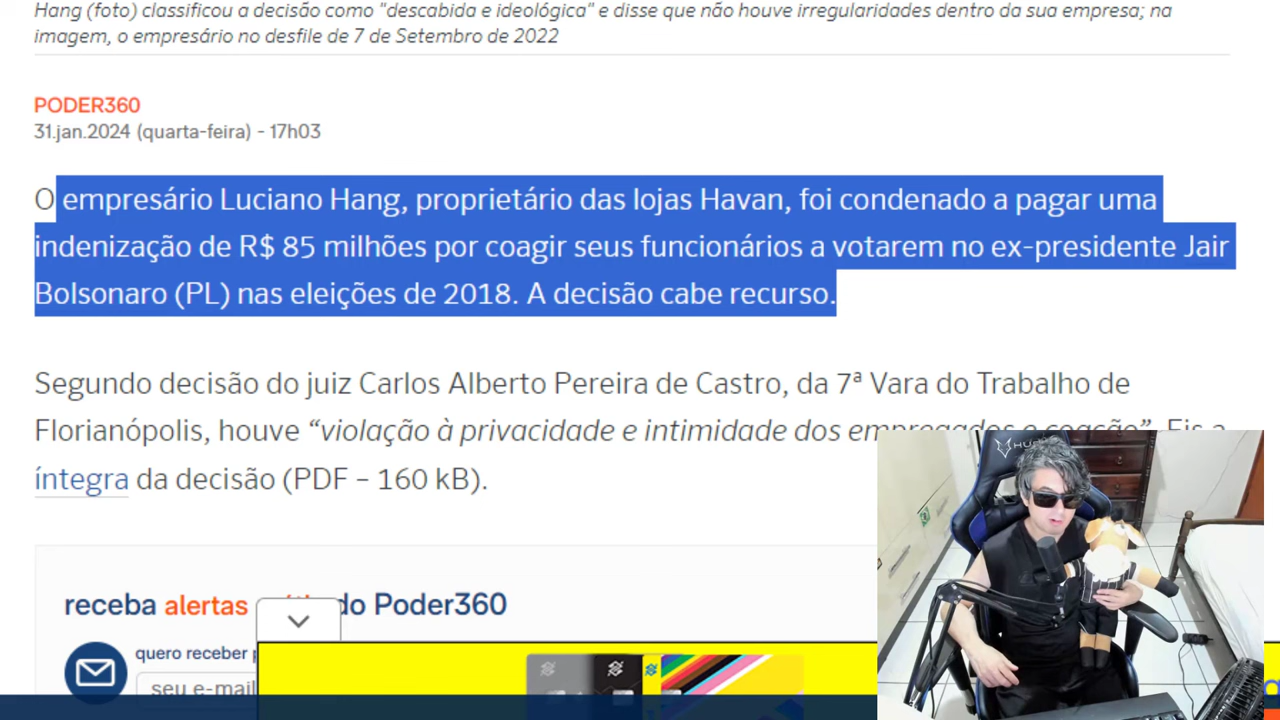 Hang (foto) classificou a decisão como "descabida e ideológica" e disse que não houve irregularidades dentro da sua empresa; na
imagem, o empresário no desfile de 7 de Setembro de 2022
PODER360
31.jan.2024 (quarta-feira) - 17h03
O empresário Luciano Hang, proprietário das lojas Havan, foi condenado a pagar uma
indenização de R$ 85 milhões por coagir seus funcionários a votarem no ex-presidente Jair
Bolsonaro (PL) nas eleições de 2018. A decisão cabe recurso.
Segundo decisão do juiz Carlos Alberto Pereira de Castro, da 7ª Vara do Trabalho de
Florianópolis, houve “violação à privacidade e intimidade dos empregados e coação”. Eis a
íntegra da decisão (PDF – 160 kB).
receba alertas do Poder360
quero receber
seu e-mail